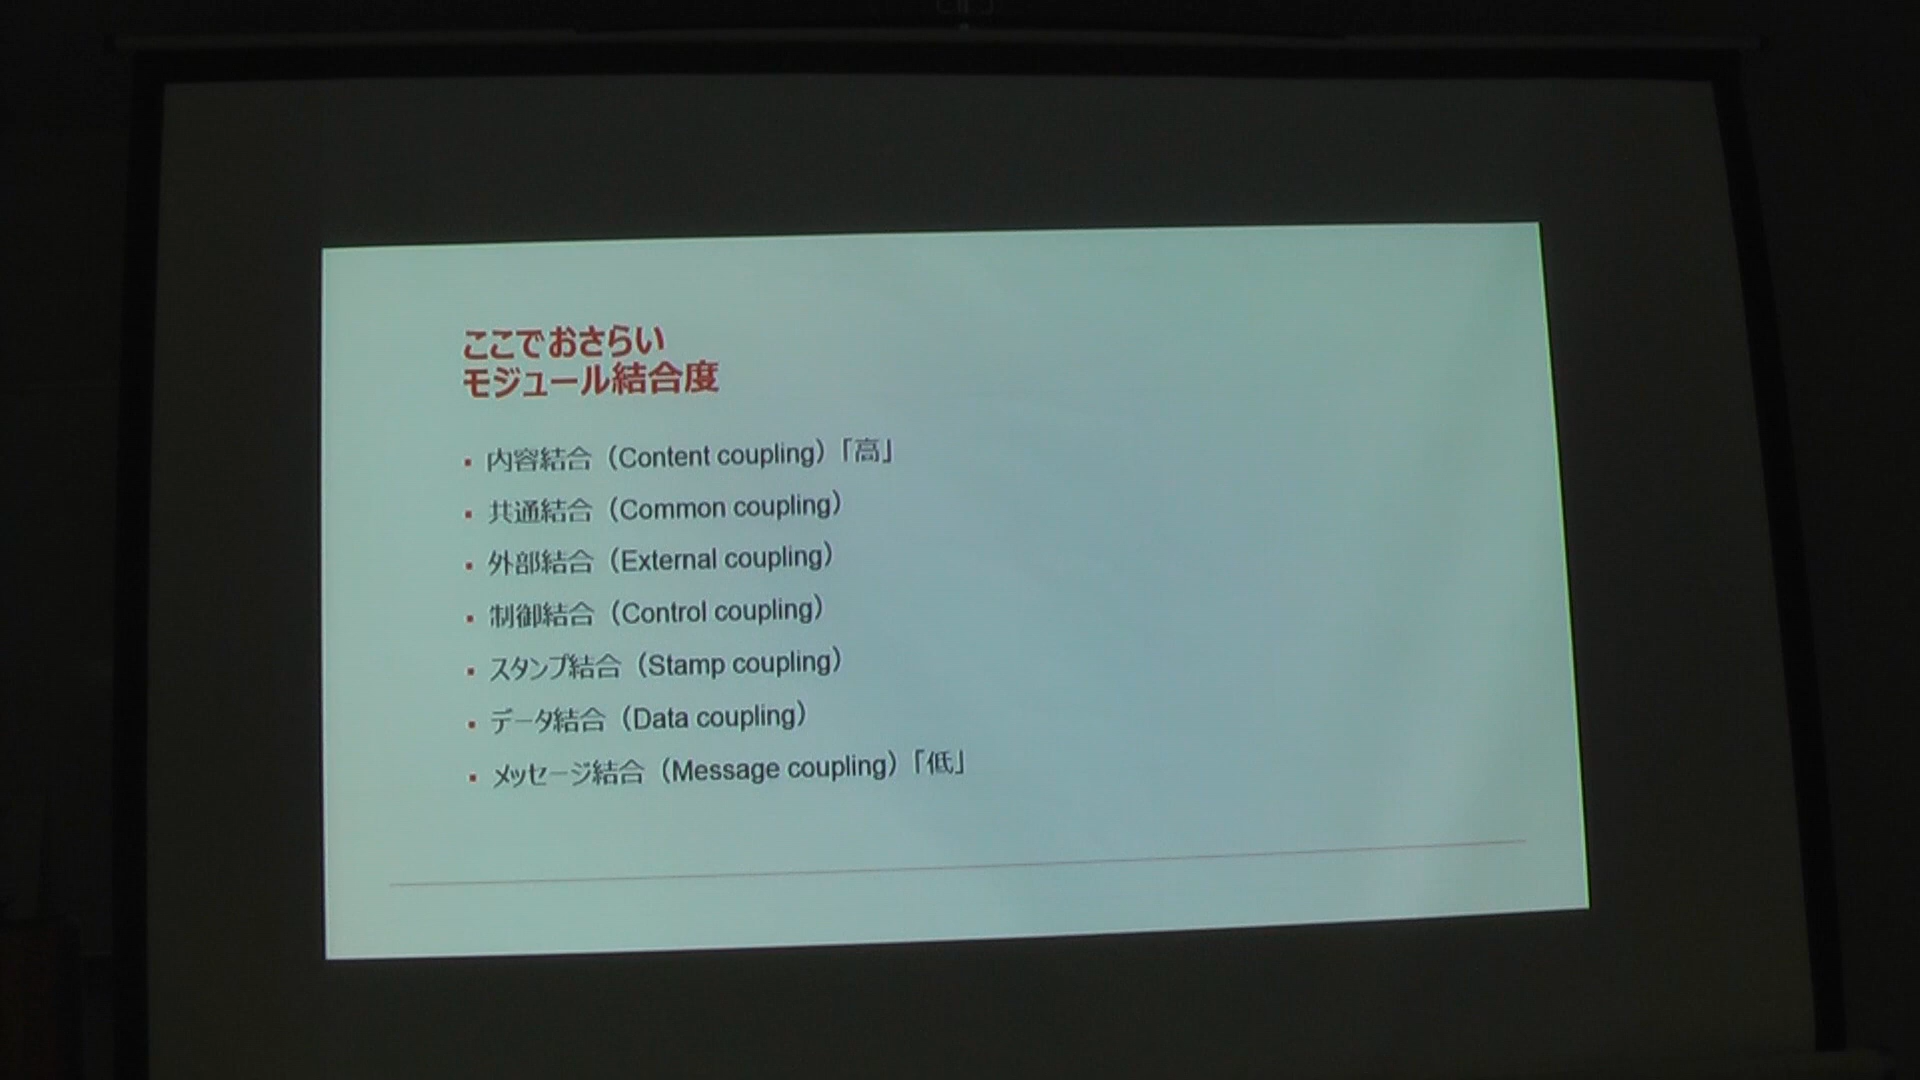 ここでおさらい
モジュール結合度
▪ 内容結合（Content coupling）「高」
▪ 共通結合（Common coupling）
▪ 外部結合（External coupling）
▪ 制御結合（Control coupling）
▪ スタンプ結合（Stamp coupling）
▪ データ結合（Data coupling）
▪ メッセージ結合（Message coupling）「低」